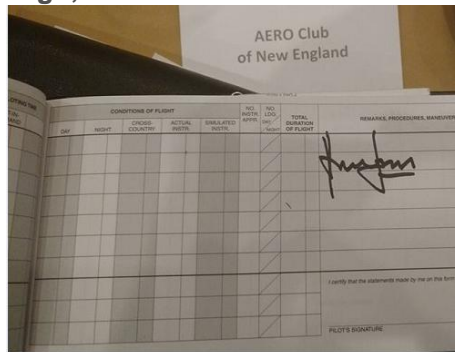 AERO Club
of New England
CONDITIONS OF FLIGHT
DAY
NIGHT
CROSS-
COUNTRY
ACTUAL
INSTR.
SIMULATED
INSTR.
NO.
INSTR.
APPR.
NO.
LDG.
TOTAL
DURATION
OF FLIGHT
REMARKS, PROCEDURES, MANEUVER
I certify that the statements made by me on this form
PILOT'S SIGNATURE